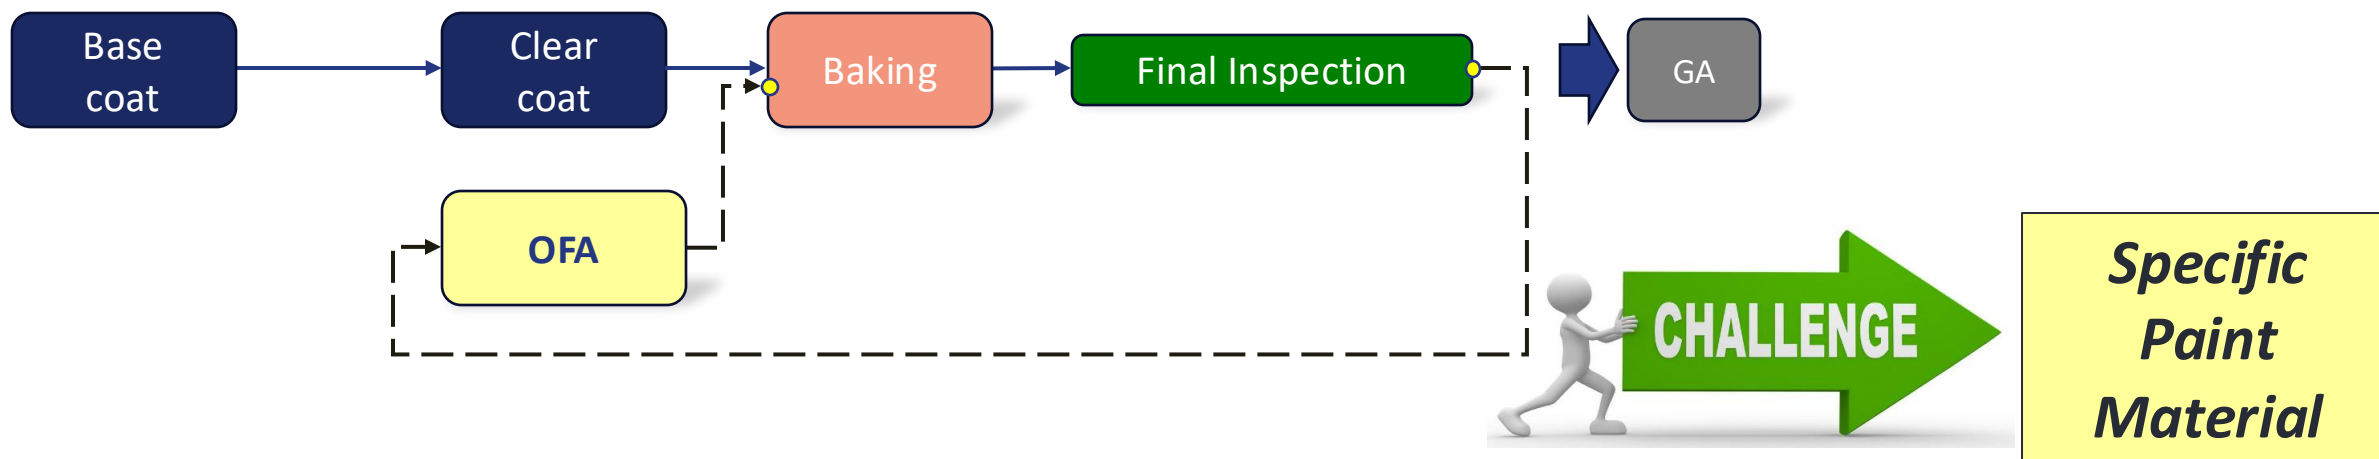 Base
coat
Clear
coat
Baking
Final Inspection
GA
OFA
CHALLENGE
Specific
Paint
Material